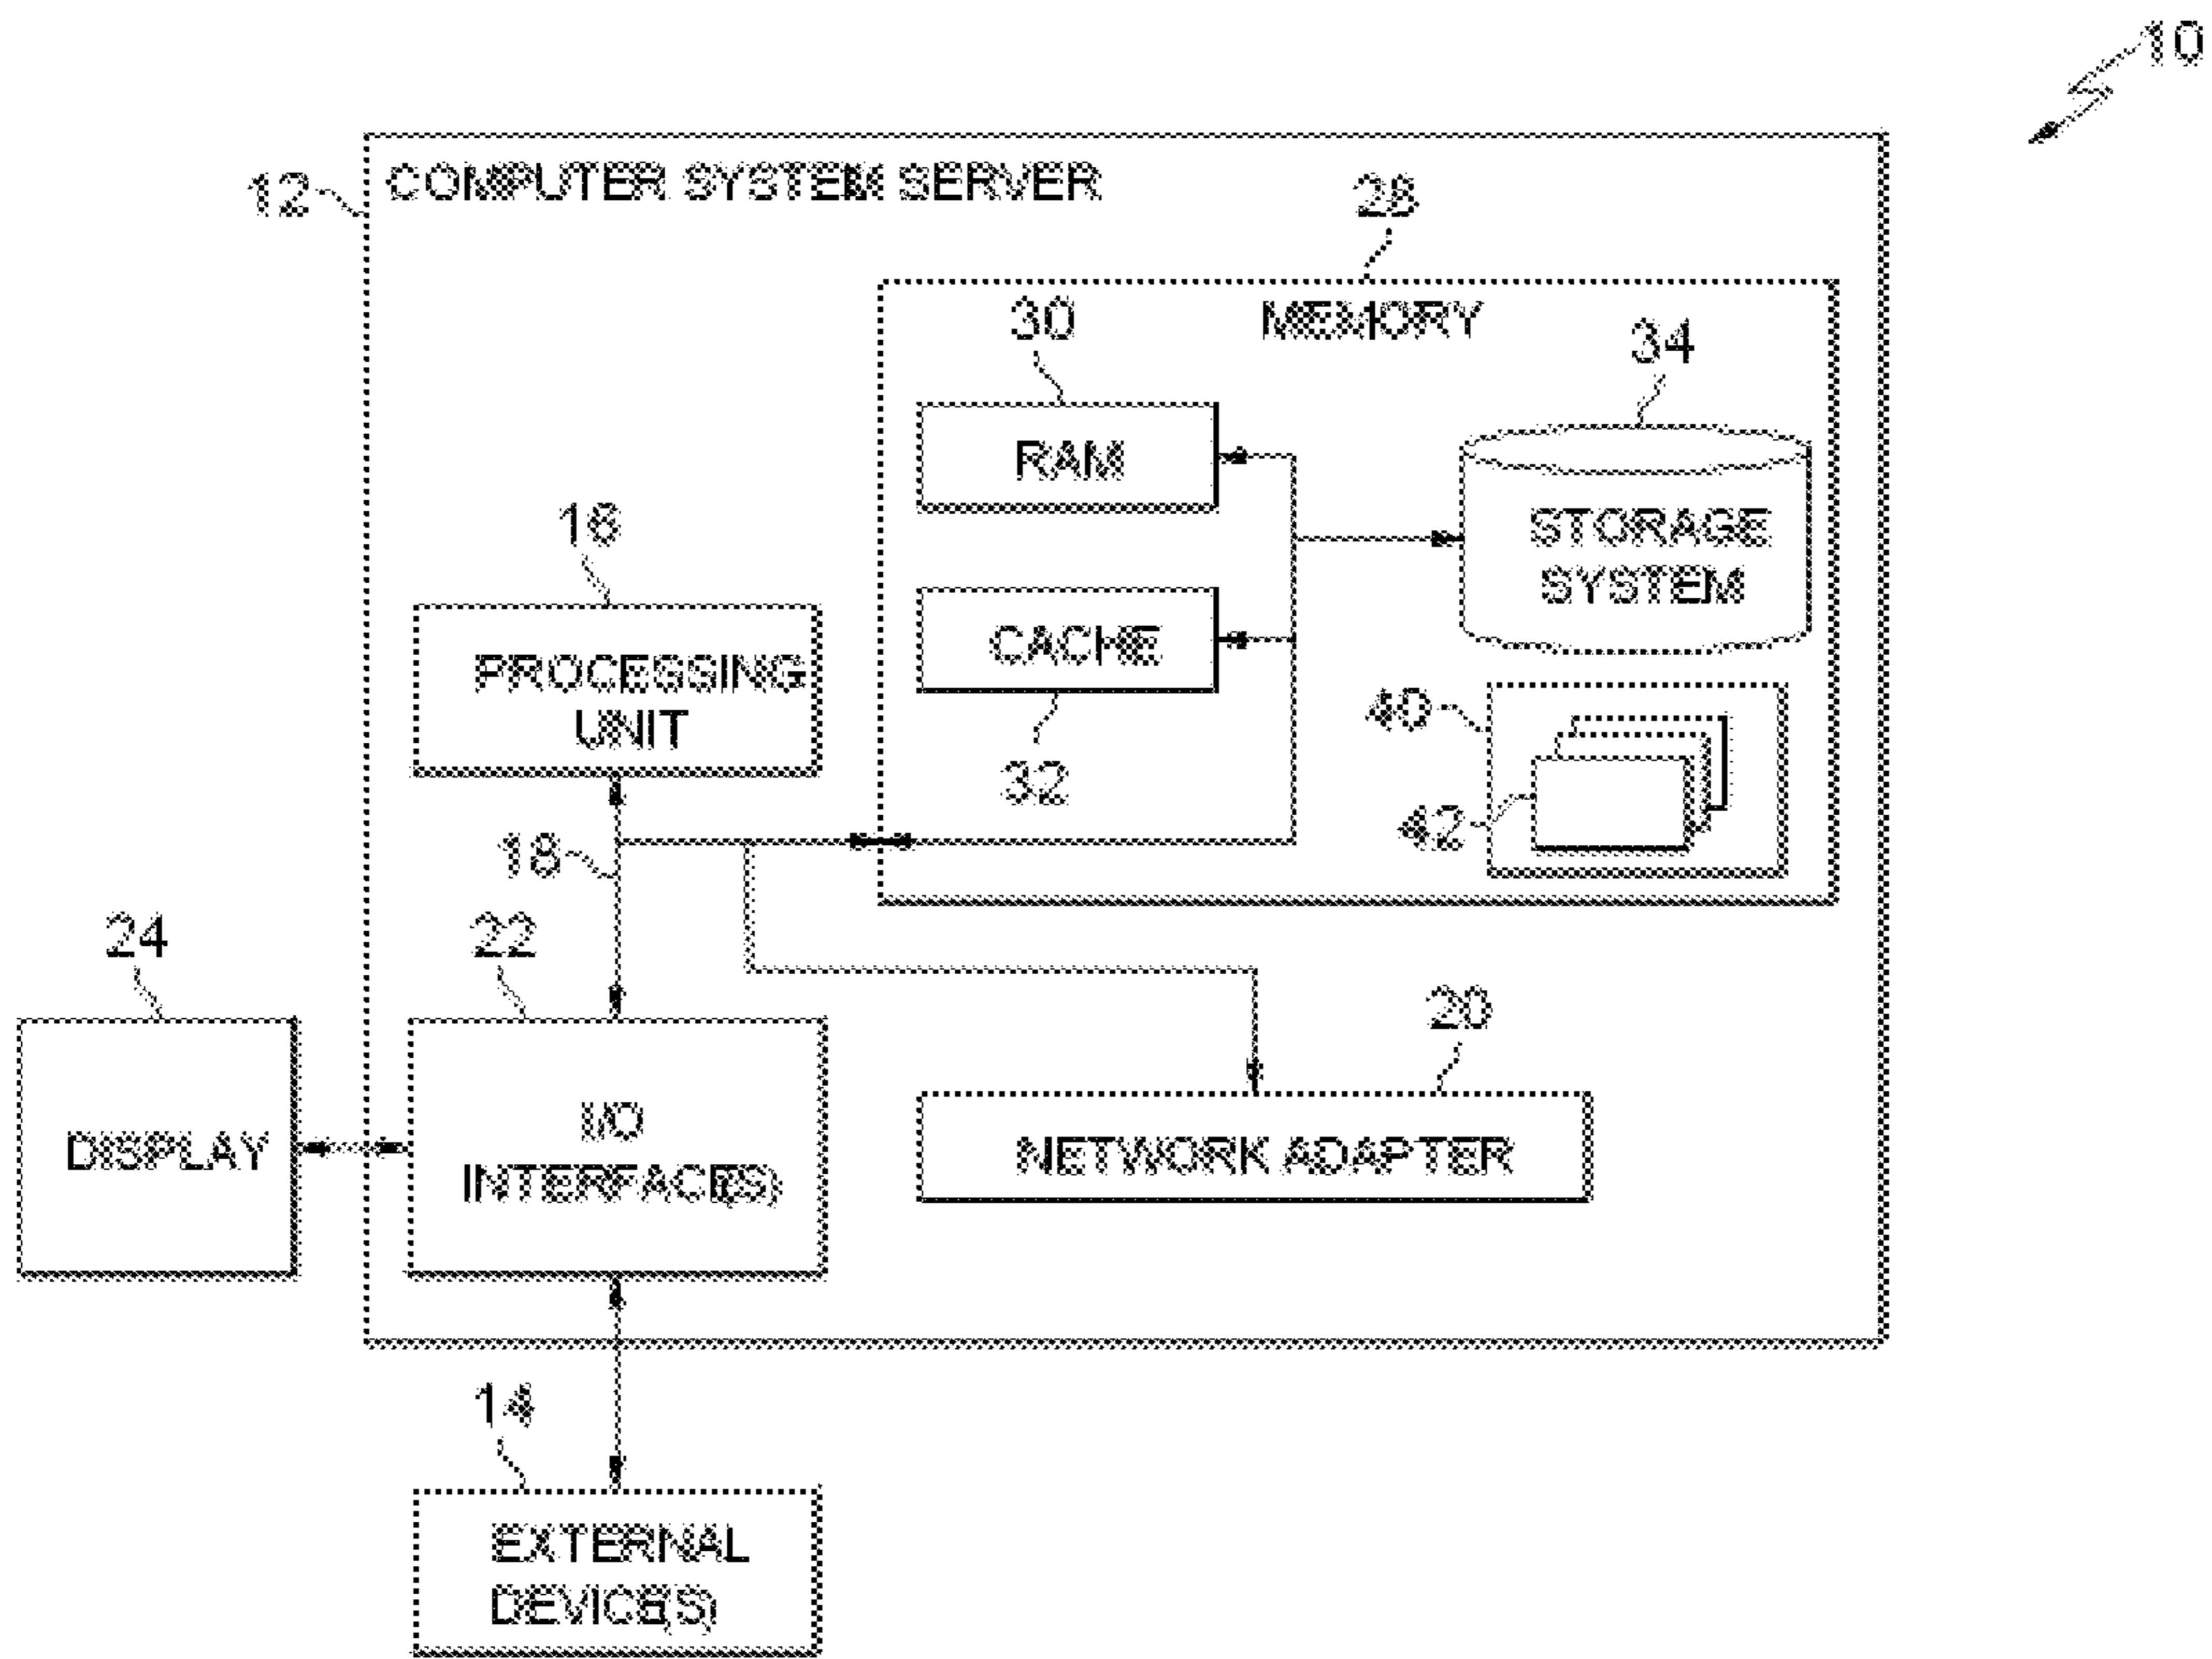 10
12
COMPUTER SYSTEM SERVER
28
MEMORY
30
34
RAM
STORAGE
SYSTEM
16
PROCESSING
UNIT
CACHE
32
40
42
18
24
22
20
DISPLAY
I/O
INTERFACE(S)
NETWORK ADAPTER
14
EXTERNAL
DEVICE(S)